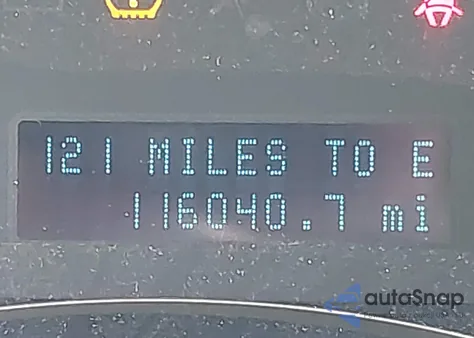 121 MILES TO E
116040.7 mi
autoSnap